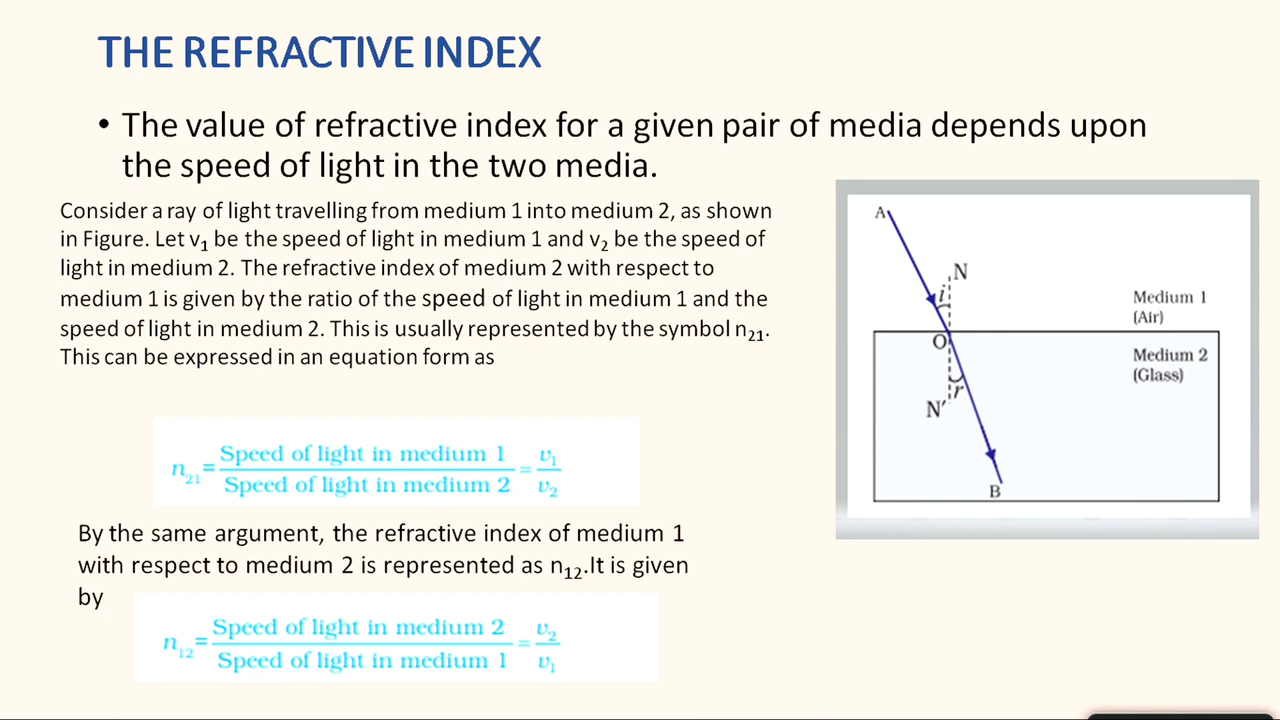 THE REFRACTIVE INDEX
• The value of refractive index for a given pair of media depends upon
the speed of light in the two media.
Consider a ray of light travelling from medium 1 into medium 2, as shown
in Figure. Let v₁ be the speed of light in medium 1 and v₂ be the speed of
light in medium 2. The refractive index of medium 2 with respect to
medium 1 is given by the ratio of the speed of light in medium 1 and the
speed of light in medium 2. This is usually represented by the symbol n₂₁.
This can be expressed in an equation form as
n₂₁ = Speed of light in medium 1 / Speed of light in medium 2 = v₁ / v₂
By the same argument, the refractive index of medium 1
with respect to medium 2 is represented as n₁₂.It is given
by
n₁₂ = Speed of light in medium 2 / Speed of light in medium 1 = v₂ / v₁
A
N
i
Medium 1
(Air)
O
Medium 2
(Glass)
r
N′
B